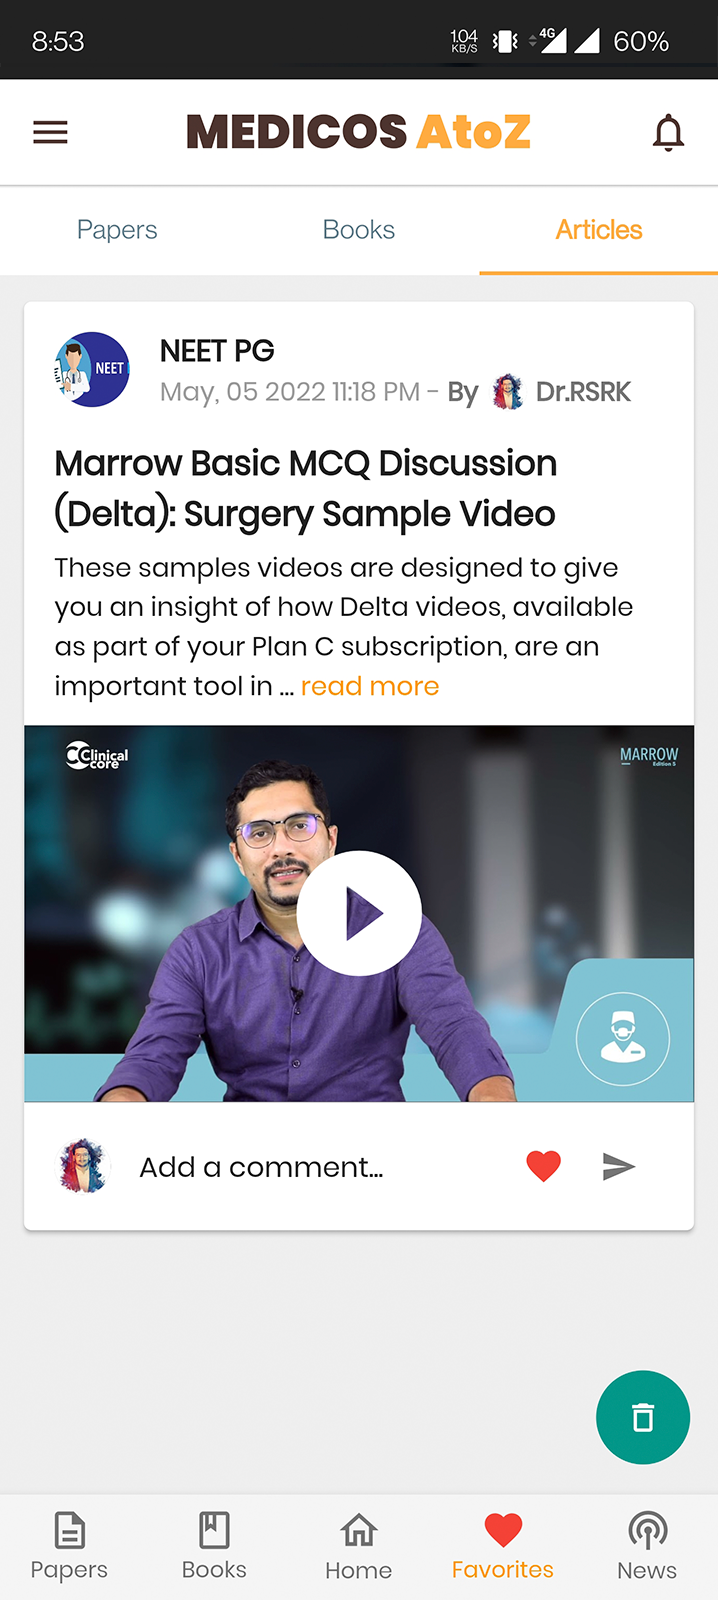 8:53
1.04
KB/S
4G
60%
MEDICOS AtoZ
Papers
Books
Articles
NEET
NEET PG
May, 05 2022 11:18 PM - By Dr.RSRK
Marrow Basic MCQ Discussion
(Delta): Surgery Sample Video
These samples videos are designed to give
you an insight of how Delta videos, available
as part of your Plan C subscription, are an
important tool in ... read more
Clinical
core
MARROW
Edition 5
Add a comment...
Papers
Books
Home
Favorites
News